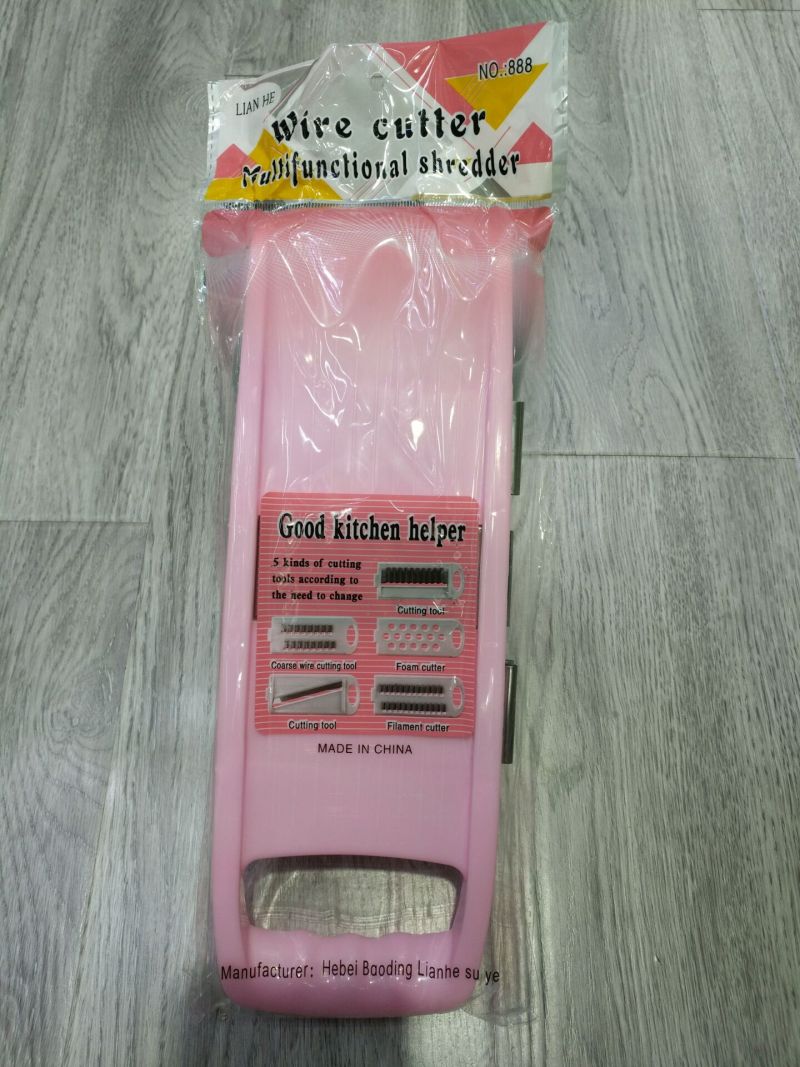 LIAN HE
NO.:888
Wire cutter
Multifunctional shredder
Good kitchen helper
5 kinds of cutting
tools according to
the need to change
Cutting tool
Coarse wire cutting tool
Foam cutter
Cutting tool
Filament cutter
MADE IN CHINA
Manufacturer: Hebei Baoding Lianhe su ye